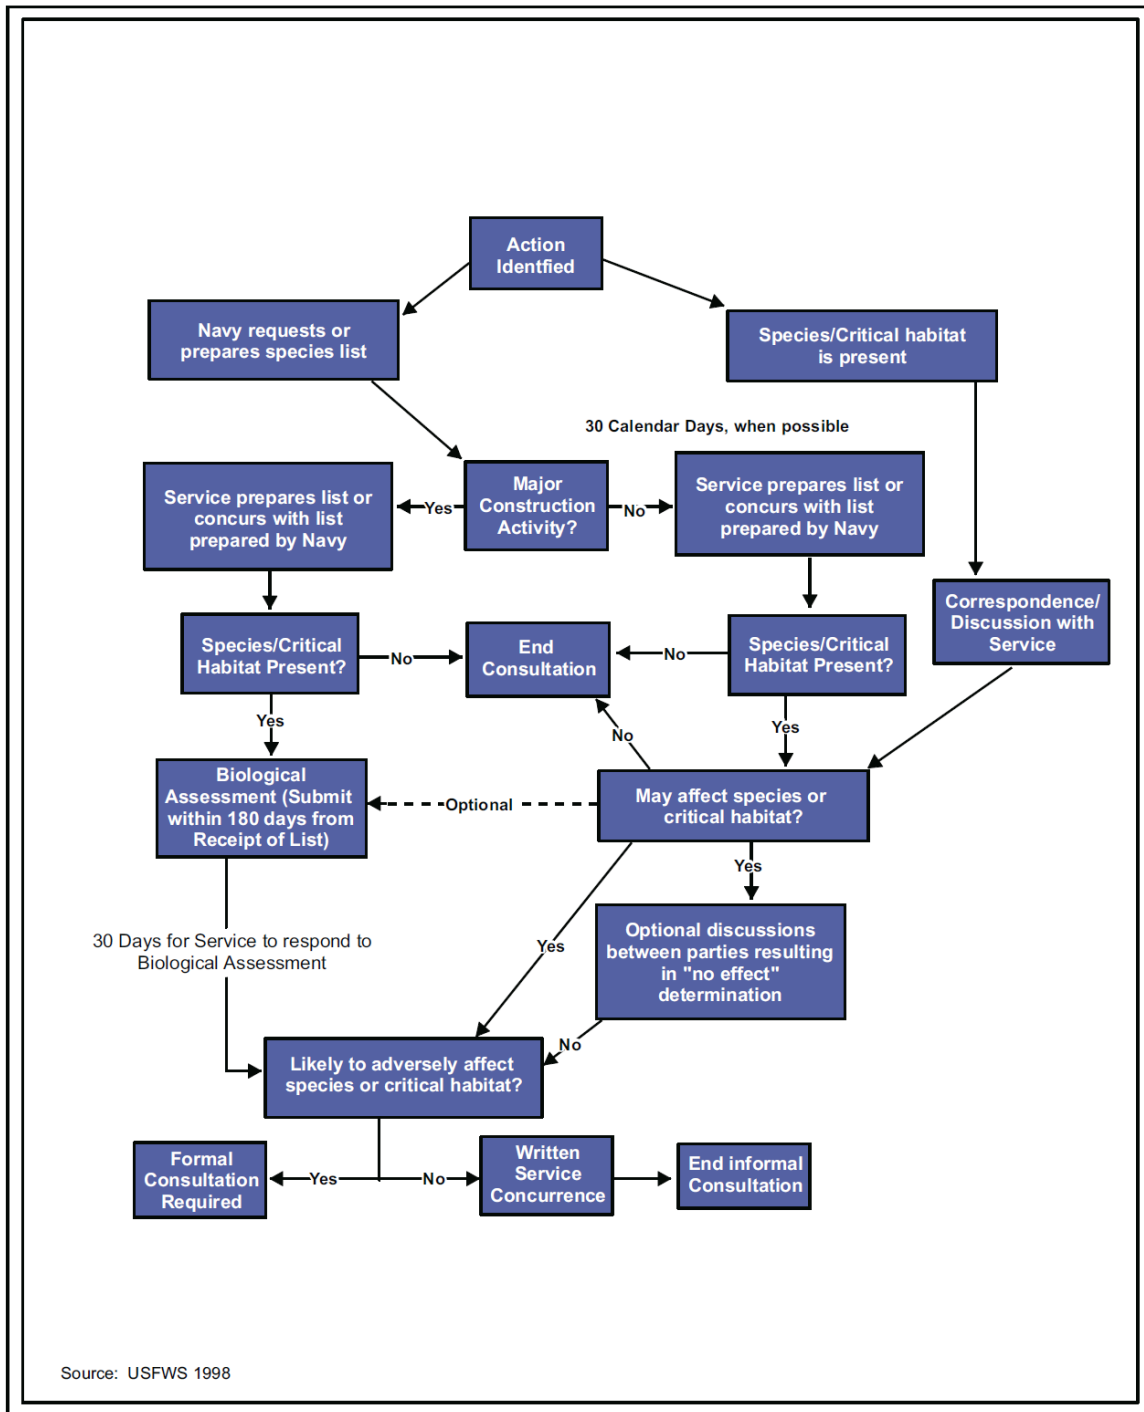 Action
Identfied
Navy requests or
prepares species list
Species/Critical habitat
is present
30 Calendar Days, when possible
Service prepares list or
concurs with list
prepared by Navy
Yes
Major
Construction
Activity?
No
Service prepares list or
concurs with list
prepared by Navy
Correspondence/
Discussion with
Service
Species/Critical
Habitat Present?
No
End
Consultation
No
Species/Critical
Habitat Present?
Yes
No
Yes
Biological
Assessment (Submit
within 180 days from
Receipt of List)
Optional
May affect species or
critical habitat?
Yes
30 Days for Service to respond to
Biological Assessment
Yes
Optional discussions
between parties resulting
in "no effect"
determination
No
Likely to adversely affect
species or critical habitat?
Formal
Consultation
Required
Yes
No
Written
Service
Concurrence
End informal
Consultation
Source: USFWS 1998